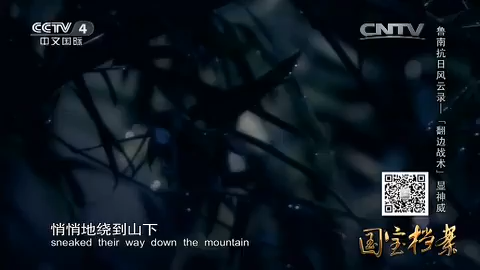 CCTV 4
中文国际
CNTV
鲁南抗日风云录—「翻边战术」显神威
悄悄地绕到山下
sneaked their way down the mountain
国宝档案